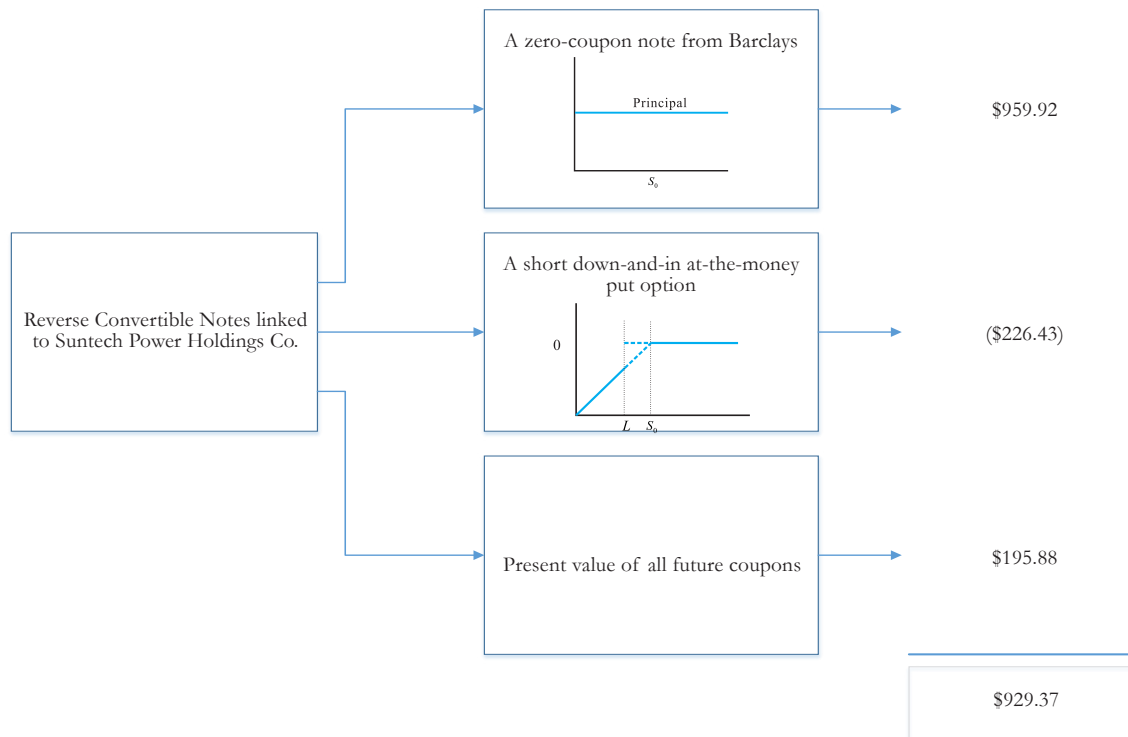 A zero-coupon note from Barclays
Principal
S₀
$959.92
Reverse Convertible Notes linked
to Suntech Power Holdings Co.
A short down-and-in at-the-money
put option
0
L S₀
($226.43)
Present value of all future coupons
$195.88
$929.37